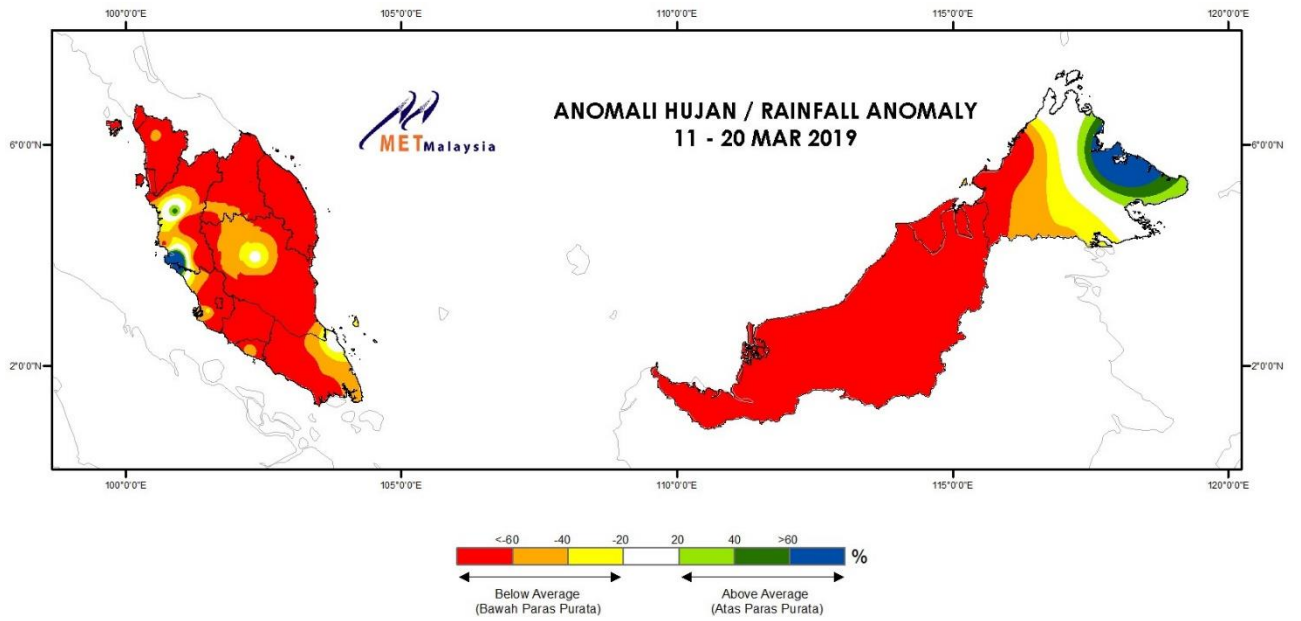 100°0'0"E 105°0'0"E 110°0'0"E 115°0'0"E 120°0'0"E
METMalaysia
ANOMALI HUJAN / RAINFALL ANOMALY
11 - 20 MAR 2019
6°0'0"N 6°0'0"N
2°0'0"N 2°0'0"N
100°0'0"E 105°0'0"E 110°0'0"E 115°0'0"E 120°0'0"E
<-60 -40 -20 20 40 >60
%
Below Average Above Average
(Bawah Paras Purata) (Atas Paras Purata)